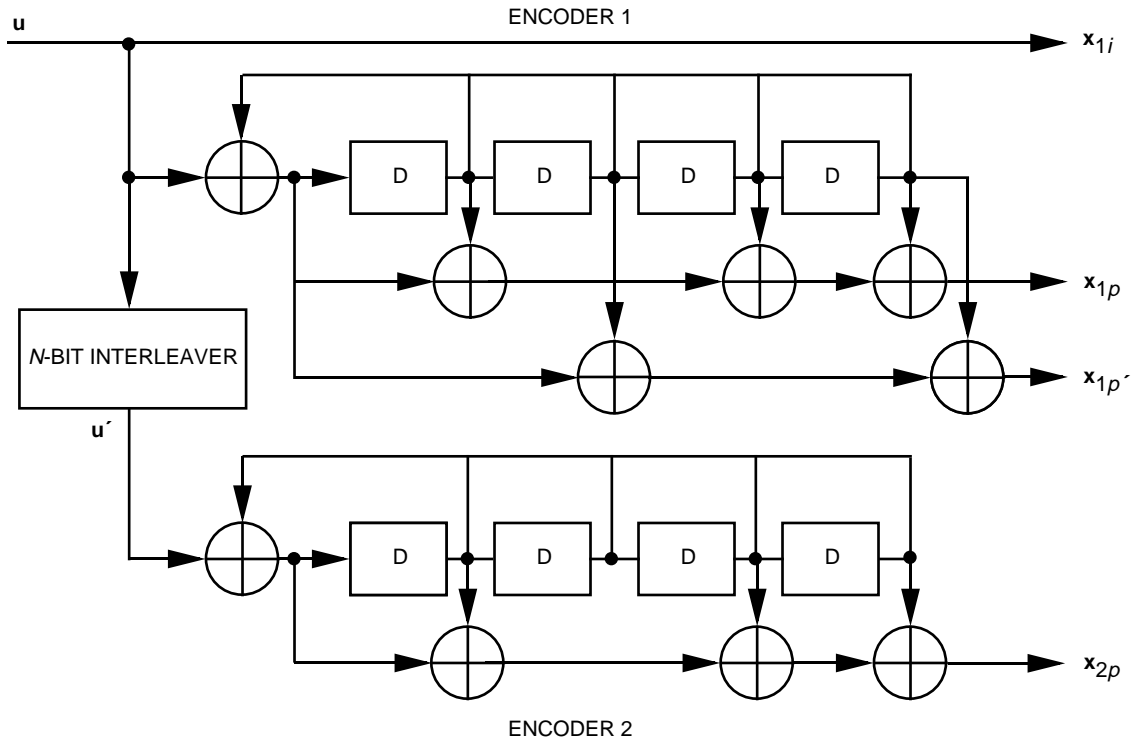 u
ENCODER 1
x1i
D D D D
x1p
N-BIT INTERLEAVER
x1p´
u´
D D D D
x2p
ENCODER 2